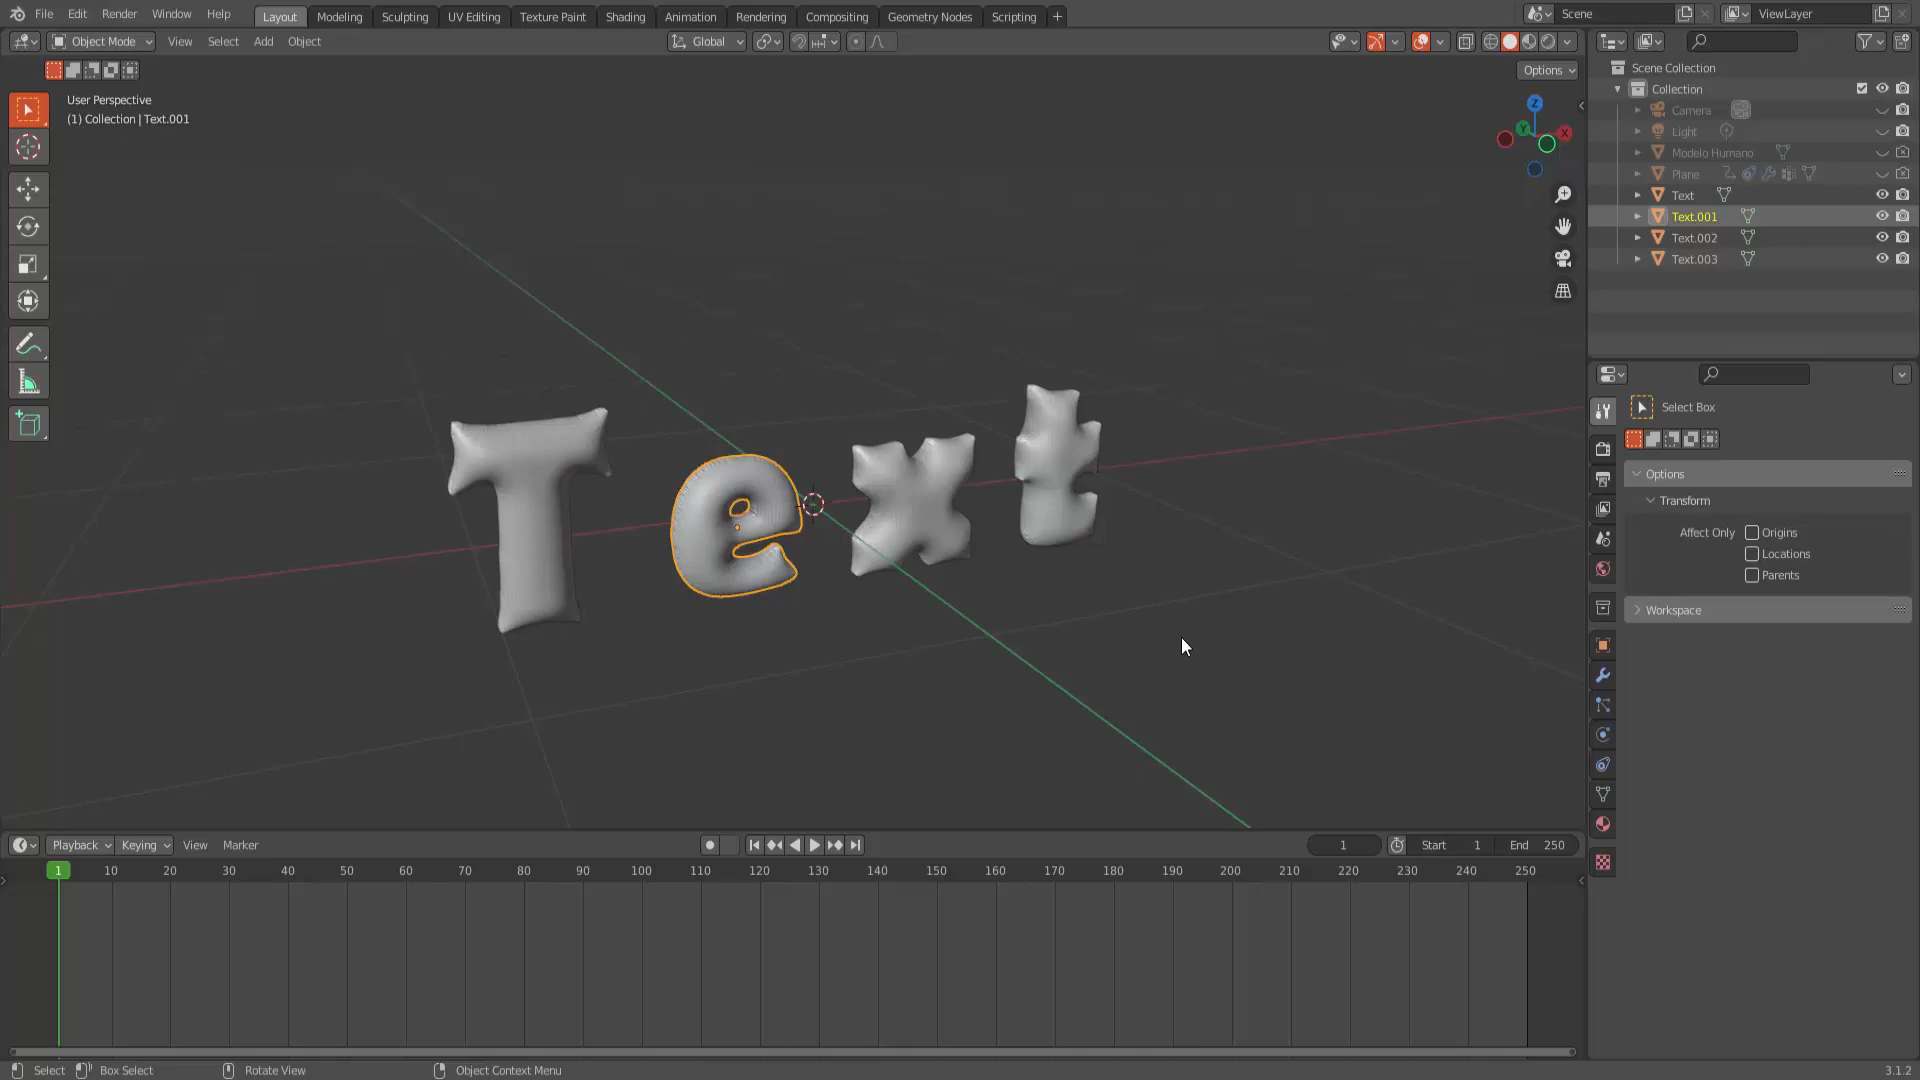 File Edit Render Window Help Layout Modeling Sculpting UV Editing Texture Paint Shading Animation Rendering Compositing Geometry Nodes Scripting + Scene ViewLayer
Object Mode View Select Add Object Global
Options
User Perspective
(1) Collection | Text.001
Z
Y
X
Text
Scene Collection
Collection
Camera
Light
Modelo Humano
Plane
Text
Text.001
Text.002
Text.003
Select Box
Options
Transform
Affect Only Origins
Locations
Parents
Workspace
Playback Keying View Marker 1 Start 1 End 250
1 10 20 30 40 50 60 70 80 90 100 110 120 130 140 150 160 170 180 190 200 210 220 230 240 250
Select Box Select Rotate View Object Context Menu 3.1.2